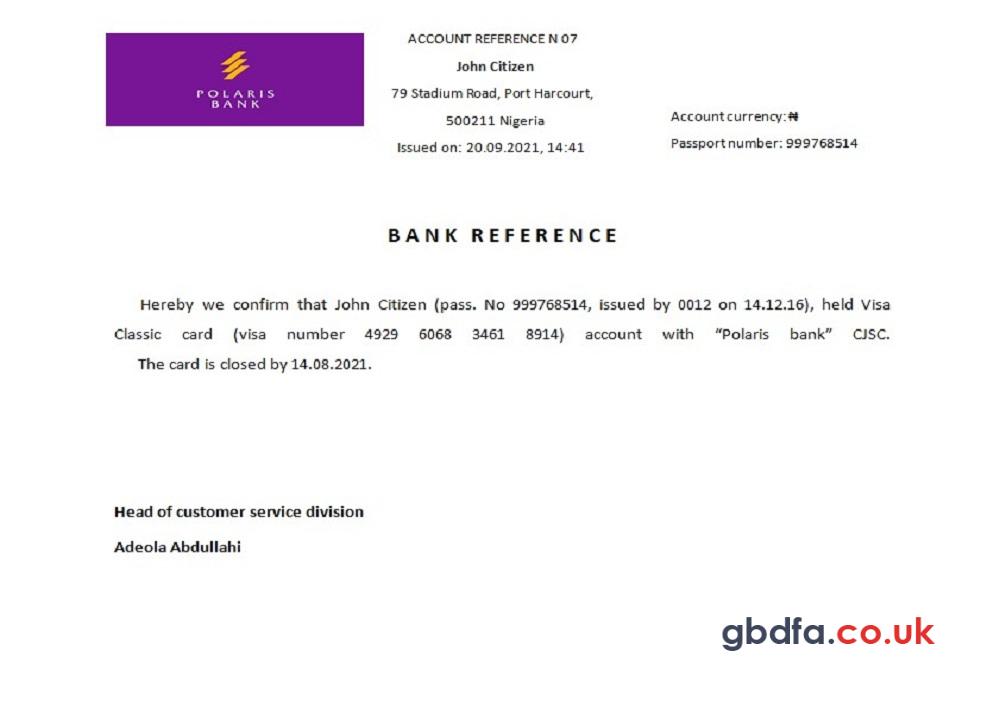 POLARIS
BANK
ACCOUNT REFERENCE N 07
John Citizen
79 Stadium Road, Port Harcourt,
500211 Nigeria
Issued on: 20.09.2021, 14:41
Account currency: ₦
Passport number: 999768514
BANK REFERENCE
Hereby we confirm that John Citizen (pass. No 999768514, issued by 0012 on 14.12.16), held Visa
Classic card (visa number 4929 6068 3461 8914) account with “Polaris bank” CJSC.
The card is closed by 14.08.2021.
Head of customer service division
Adeola Abdullahi
gbdfa.co.uk